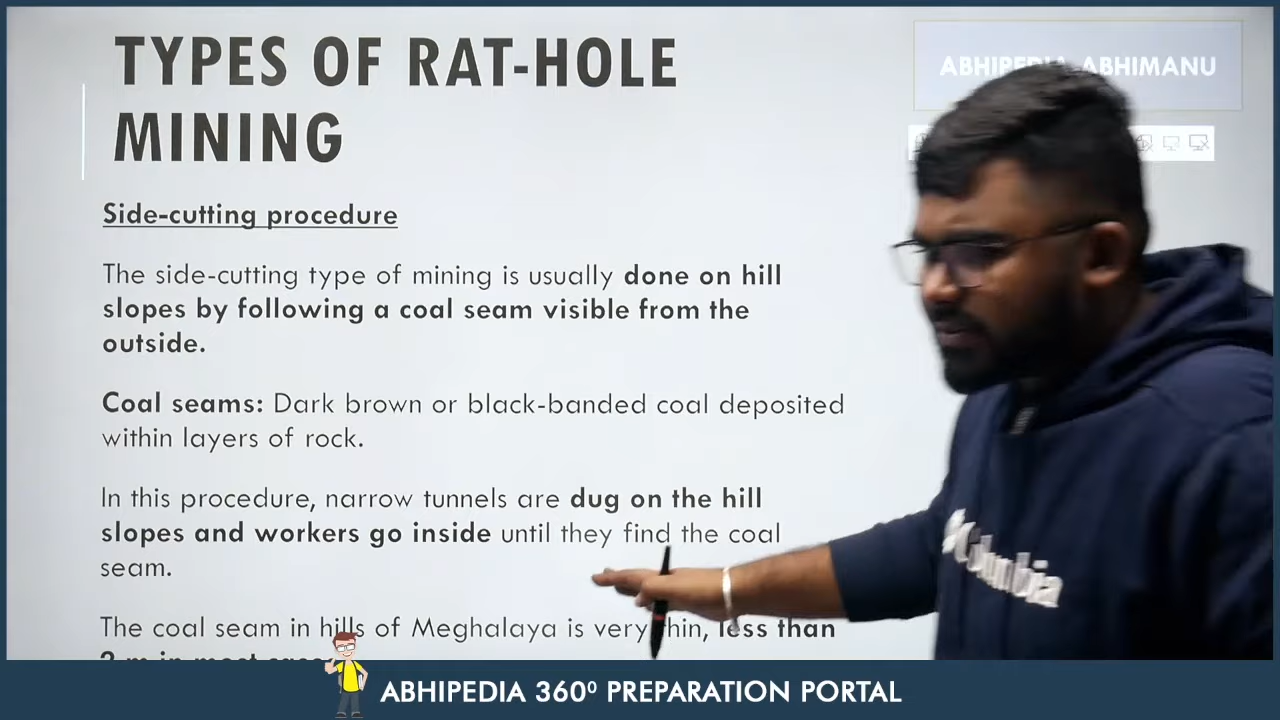 TYPES OF RAT-HOLE
MINING
ABHIPEDIA ABHIMANU
Side-cutting procedure
The side-cutting type of mining is usually done on hill
slopes by following a coal seam visible from the
outside.
Coal seams: Dark brown or black-banded coal deposited
within layers of rock.
In this procedure, narrow tunnels are dug on the hill
slopes and workers go inside until they find the coal
seam.
The coal seam in hills of Meghalaya is very thin, less than
2 m in most cases
Columbia
ABHIPEDIA 360⁰ PREPARATION PORTAL